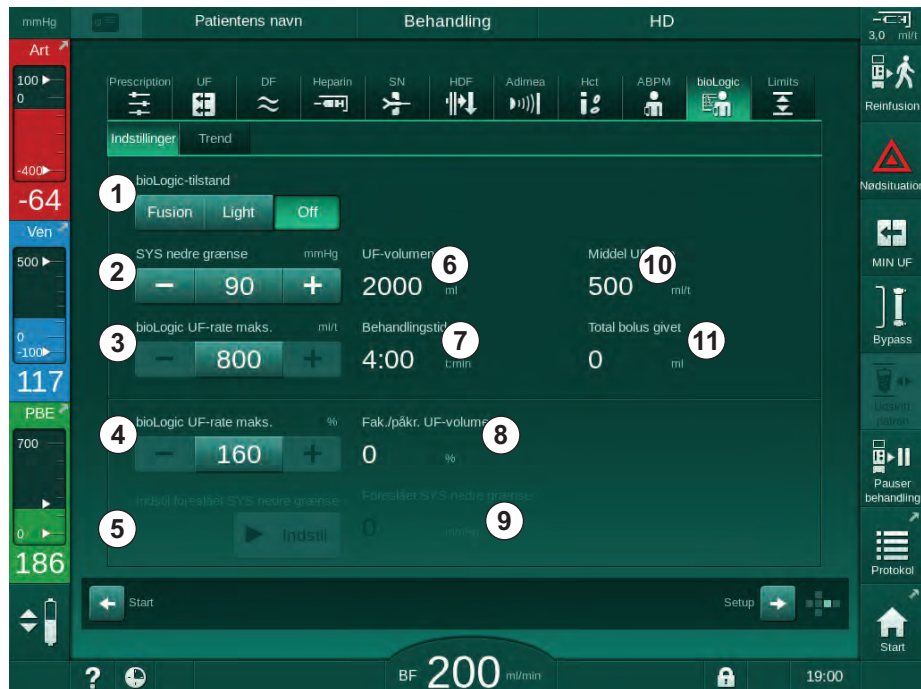 mmHg Patientens navn Behandling HD 3,0 ml/t
Art
100
0
-400
-64
Ven
500
0
-100
117
PBE
700
0
186
Prescription UF DF Heparin SN HDF Adimea Hct ABPM bioLogic Limits
Indstillinger Trend
1 bioLogic-tilstand
Fusion Light Off
2 SYS nedre grænse mmHg
− 90 +
6 UF-volumen
2000 ml
10 Middel
500 ml/t
3 bioLogic UF-rate maks. ml/t
− 800 +
7 Behandlingstid
4:00 t:min
11 Total bolus givet
0 ml
4 bioLogic UF-rate maks. %
− 160 +
8 Fak./påkr. UF-volumen
0 %
5 Indstil foreslået SYS nedre grænse
Indstil
9 Foreslået SYS nedre grænse
0 mmHg
Start
Setup
Reinfusion
Nødsituation
MIN UF
Bypass
patron
Pauser
behandling
Protokol
Start
? BF 200 ml/min 19:00